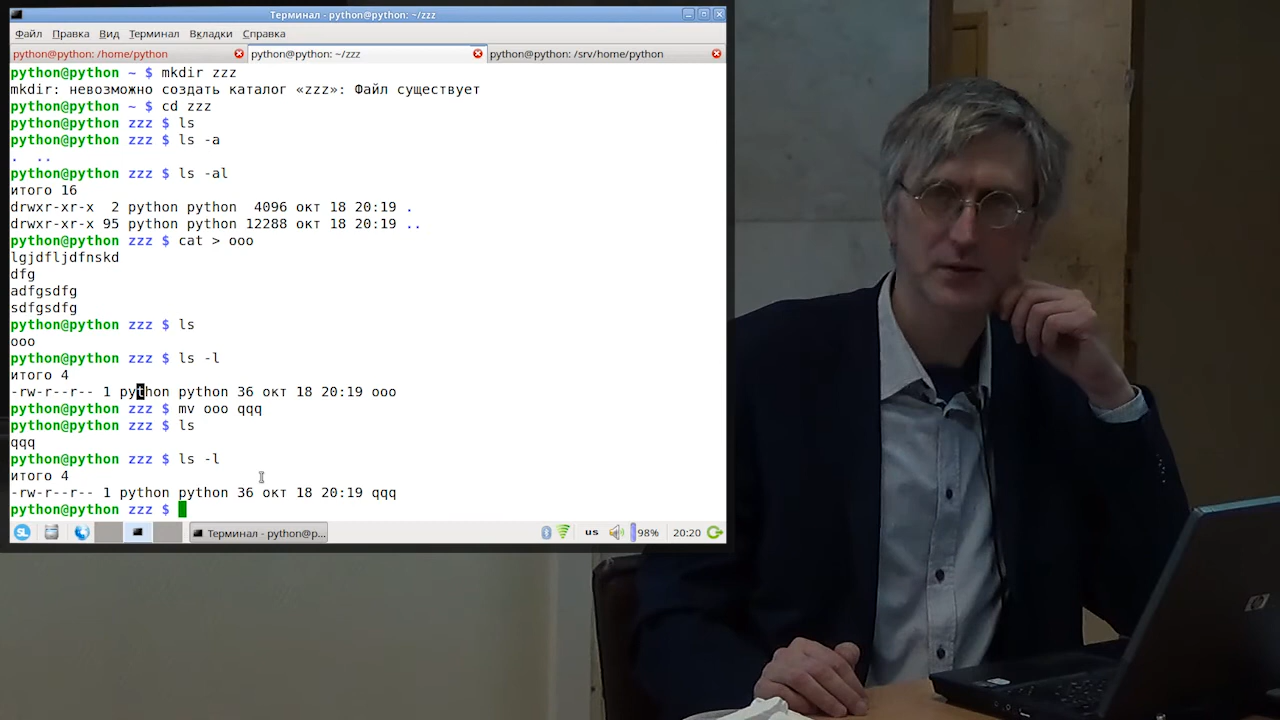 Терминал - python@python: ~/zzz
Файл Правка Вид Терминал Вкладки Справка
python@python: /home/python python@python: ~/zzz python@python: /srv/home/python
python@python ~ $ mkdir zzz
mkdir: невозможно создать каталог «zzz»: Файл существует
python@python ~ $ cd zzz
python@python zzz $ ls
python@python zzz $ ls -a
. ..
python@python zzz $ ls -al
итого 16
drwxr-xr-x  2 python python  4096 окт 18 20:19 .
drwxr-xr-x 95 python python 12288 окт 18 20:19 ..
python@python zzz $ cat > ooo
lgjdfljdfnskd
dfg
adfgsdfg
sdfgsdfg
python@python zzz $ ls
ooo
python@python zzz $ ls -l
итого 4
-rw-r--r-- 1 python python 36 окт 18 20:19 ooo
python@python zzz $ mv ooo qqq
python@python zzz $ ls
qqq
python@python zzz $ ls -l
итого 4
-rw-r--r-- 1 python python 36 окт 18 20:19 qqq
python@python zzz $
Терминал - python@p... us 98% 20:20
hp